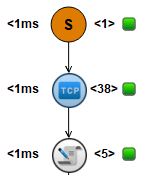 <1ms S <1>
<1ms TCP <38>
<1ms <5>